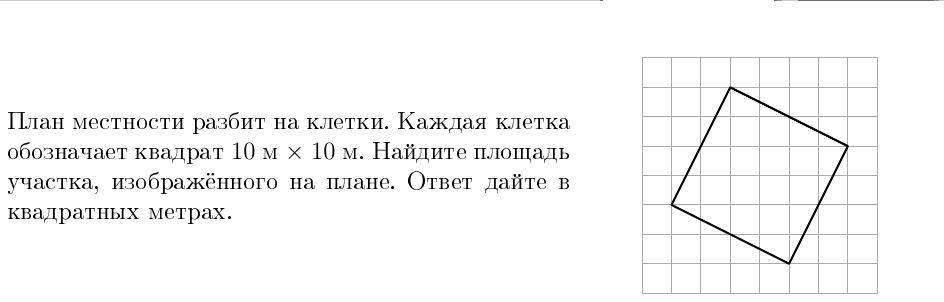 План местности разбит на клетки. Каждая клетка
обозначает квадрат 10 м × 10 м. Найдите площадь
участка, изображённого на плане. Ответ дайте в
квадратных метрах.